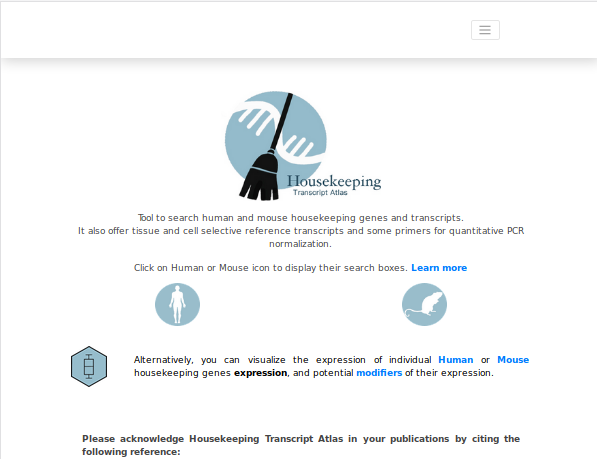 Housekeeping
Transcript Atlas
Tool to search human and mouse housekeeping genes and transcripts.
It also offer tissue and cell selective reference transcripts and some primers for quantitative PCR
normalization.
Click on Human or Mouse icon to display their search boxes. Learn more
Alternatively, you can visualize the expression of individual Human or Mouse
housekeeping genes expression, and potential modifiers of their expression.
Please acknowledge Housekeeping Transcript Atlas in your publications by citing the
following reference: